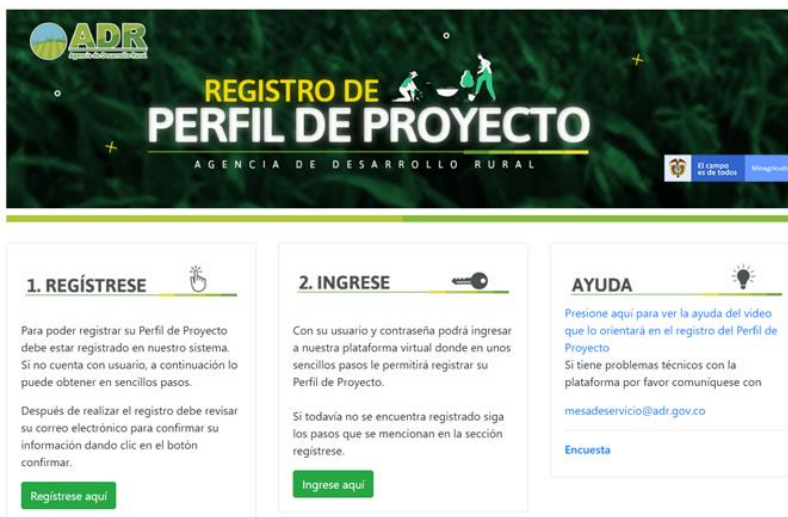 ADR
Agencia de Desarrollo Rural
REGISTRO DE
PERFIL DE PROYECTO
AGENCIA DE DESARROLLO RURAL
El campo
es de todos
1. REGÍSTRESE
Para poder registrar su Perfil de Proyecto
debe estar registrado en nuestro sistema.
Si no cuenta con usuario, a continuación lo
puede obtener en sencillos pasos.
Después de realizar el registro debe revisar
su correo electrónico para confirmar su
información dando clic en el botón
confirmar.
Regístrese aquí
2. INGRESE
Con su usuario y contraseña podrá ingresar
a nuestra plataforma virtual donde en unos
sencillos pasos le permitirá registrar su
Perfil de Proyecto.
Si todavía no se encuentra registrado siga
los pasos que se mencionan en la sección
regístrese.
Ingrese aquí
AYUDA
Presione aquí para ver la ayuda del video
que lo orientará en el registro del Perfil de
Proyecto
Si tiene problemas técnicos con la
plataforma por favor comuníquese con
mesadeservicio@adr.gov.co
Encuesta